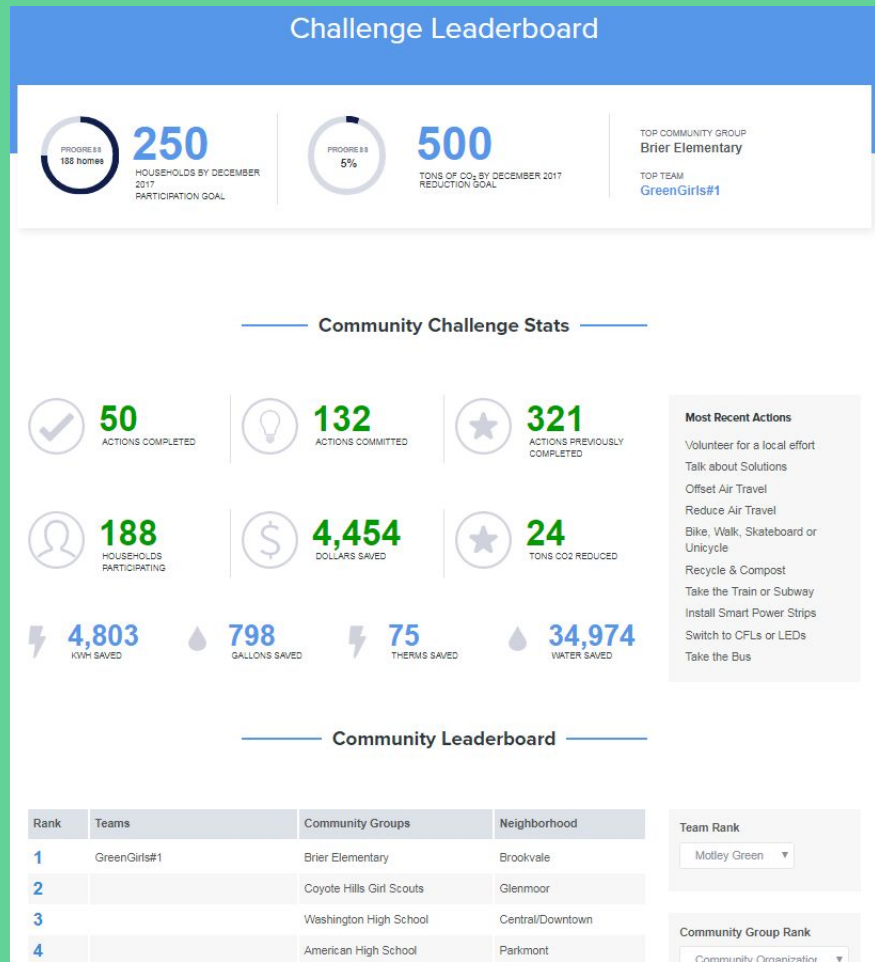 Challenge Leaderboard
PROGRESS
188 homes
250
HOUSEHOLDS BY DECEMBER
2017
PARTICIPATION GOAL
PROGRESS
5%
500
TONS OF CO₂ BY DECEMBER 2017
REDUCTION GOAL
TOP COMMUNITY GROUP
Brier Elementary
TOP TEAM
GreenGirls#1
Community Challenge Stats
50
ACTIONS COMPLETED
132
ACTIONS COMMITTED
321
ACTIONS PREVIOUSLY
COMPLETED
188
HOUSEHOLDS
PARTICIPATING
4,454
DOLLARS SAVED
24
TONS CO2 REDUCED
4,803
KWH SAVED
798
GALLONS SAVED
75
THERMS SAVED
34,974
WATER SAVED
Most Recent Actions
Volunteer for a local effort
Talk about Solutions
Offset Air Travel
Reduce Air Travel
Bike, Walk, Skateboard or
Unicycle
Recycle & Compost
Take the Train or Subway
Install Smart Power Strips
Switch to CFLs or LEDs
Take the Bus
Community Leaderboard
Rank Teams Community Groups Neighborhood
1 GreenGirls#1 Brier Elementary Brookvale
2 Coyote Hills Girl Scouts Glenmoor
3 Washington High School Central/Downtown
4 American High School Parkmont
Team Rank
Motley Green
Community Group Rank
Community Organization